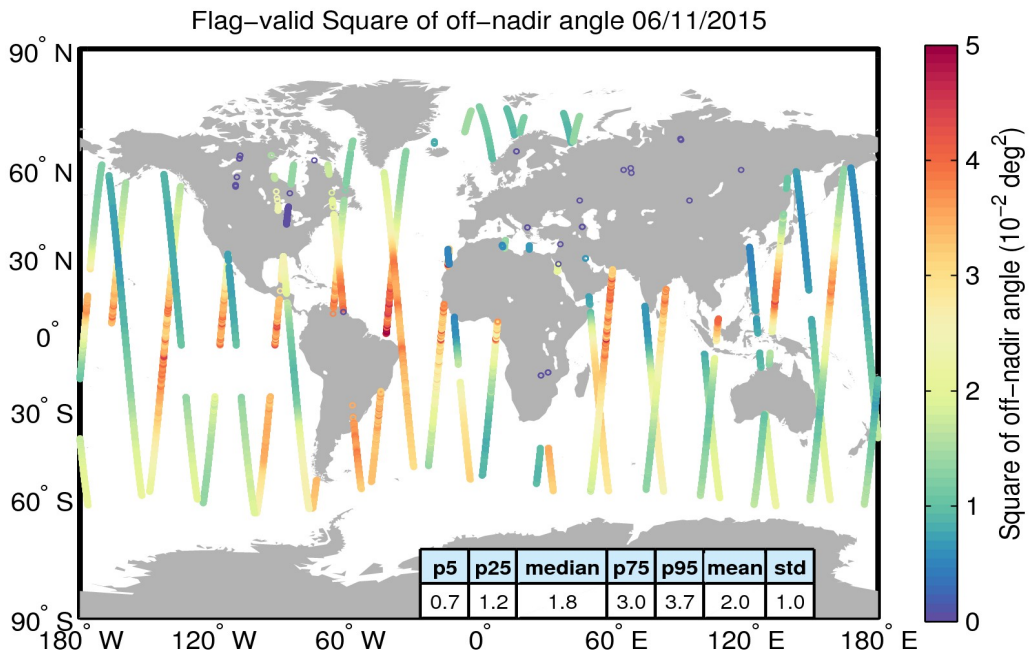 Flag−valid Square of off−nadir angle 06/11/2015
90° N
60° N
30° N
0°
30° S
60° S
90° S
180° W
120° W
60° W
0°
60° E
120° E
180° E
p5 p25 median p75 p95 mean std
0.7 1.2 1.8 3.0 3.7 2.0 1.0
5
4
3
2
1
0
Square of off−nadir angle (10⁻² deg²)